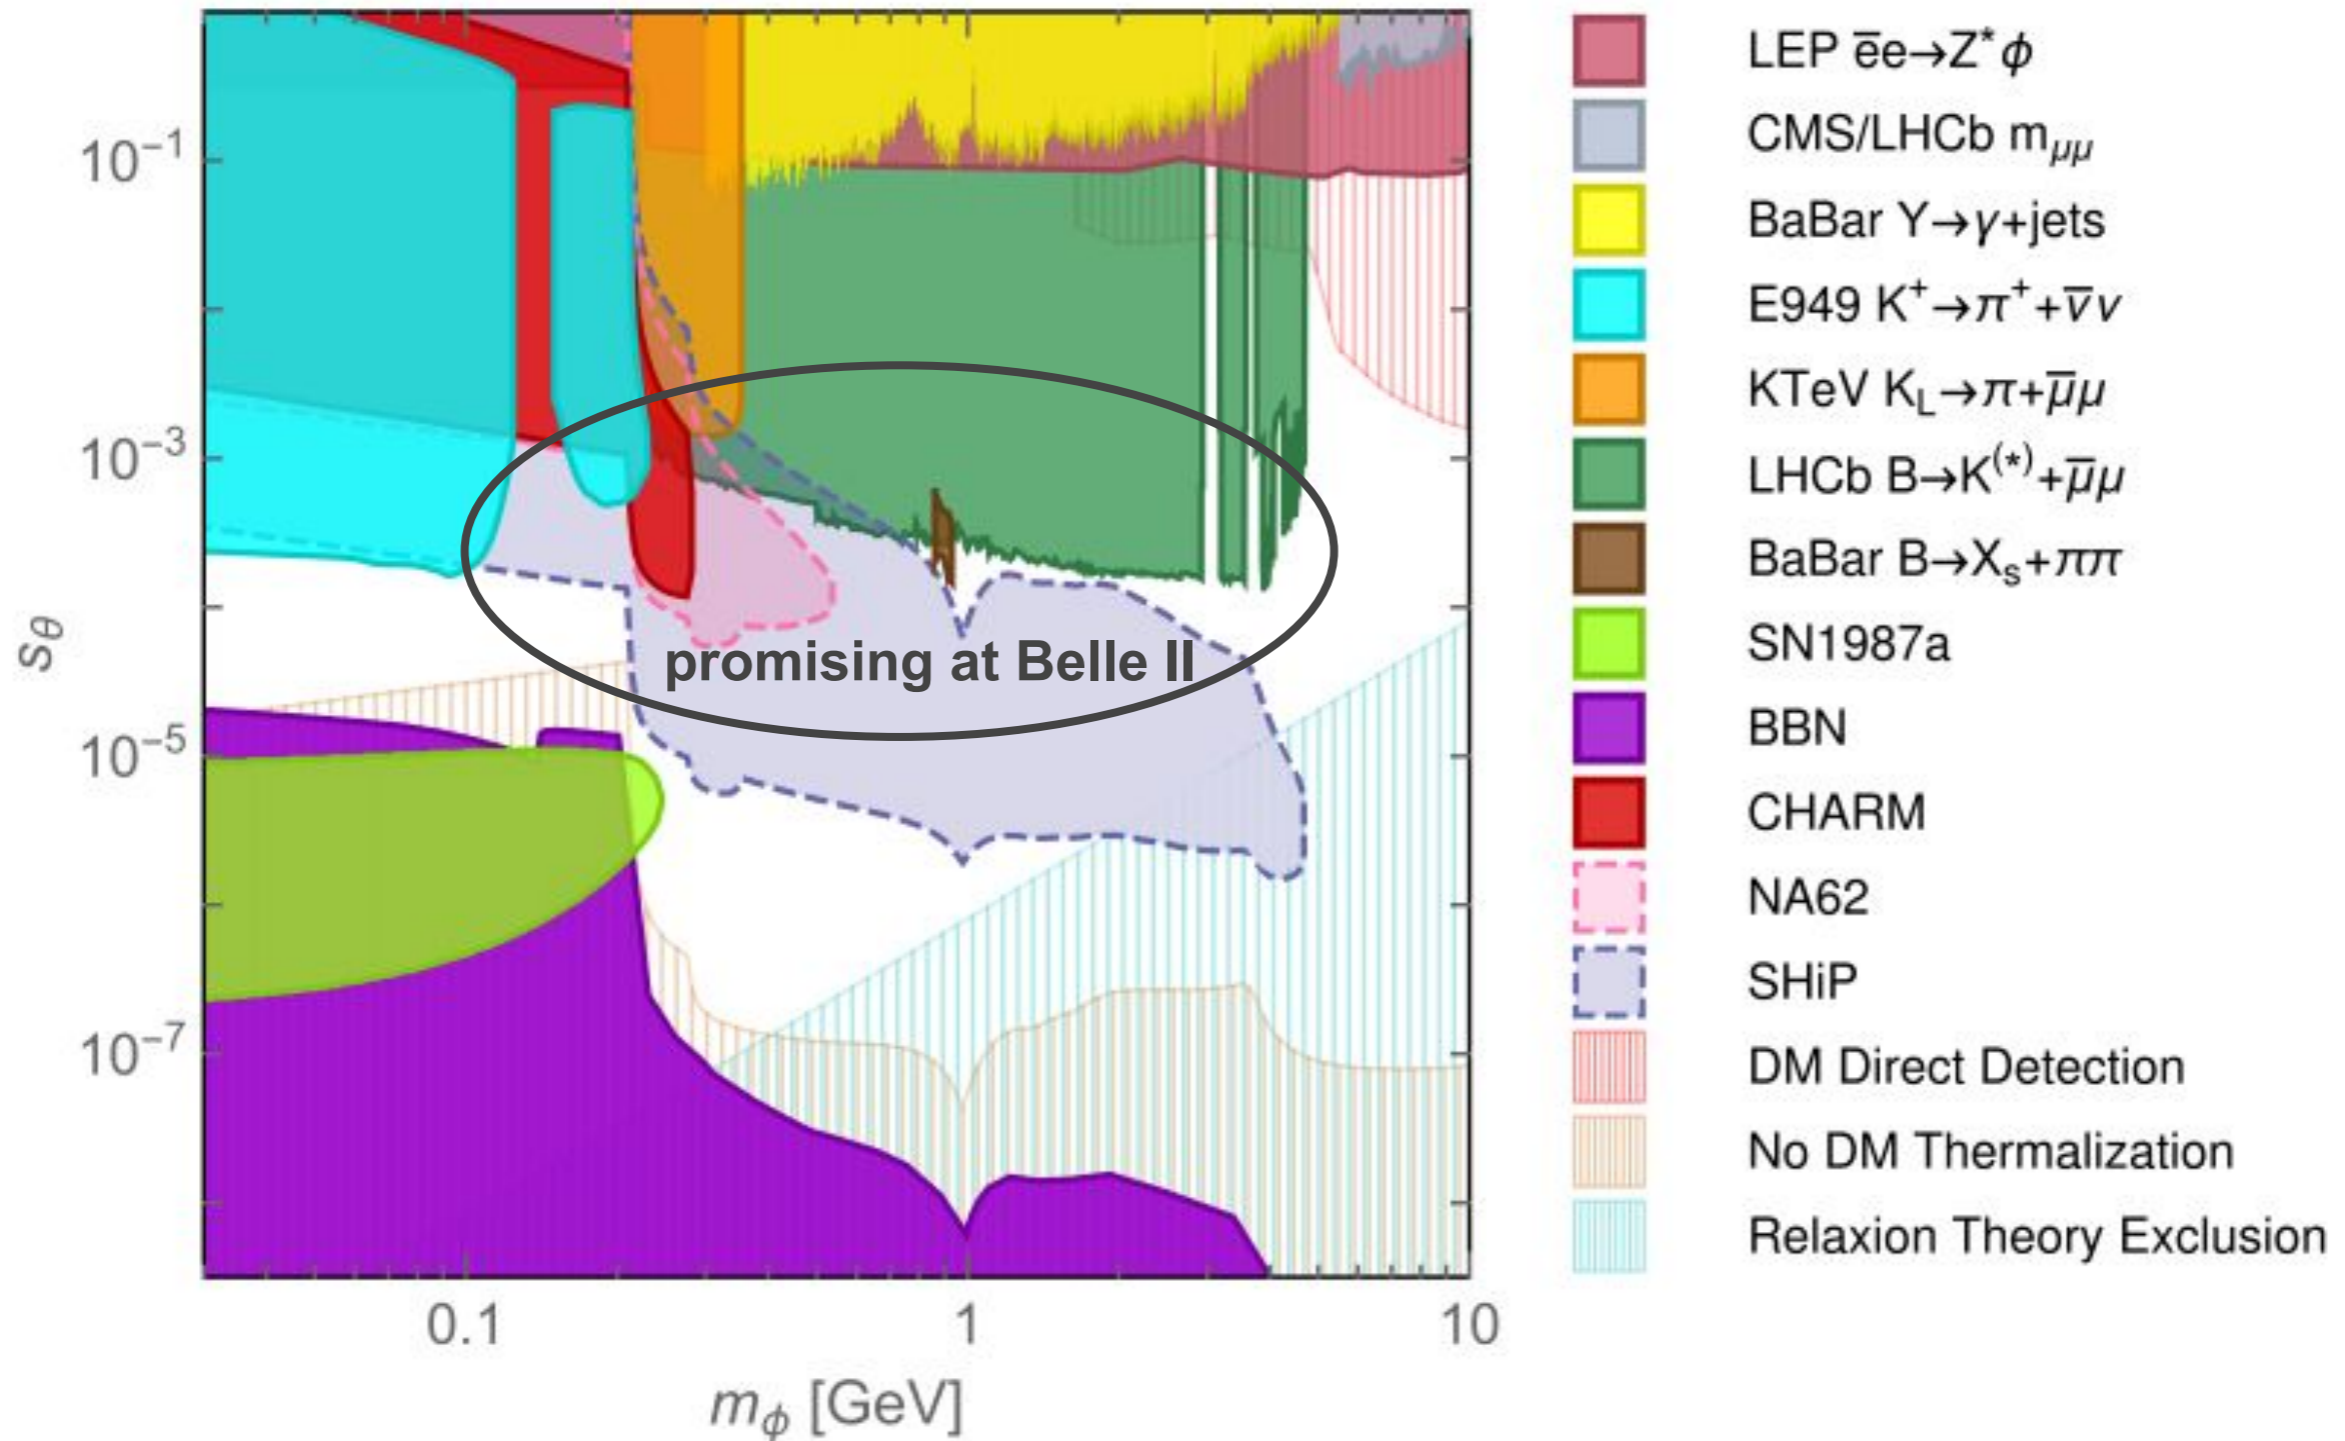 10⁻¹
10⁻³
10⁻⁵
10⁻⁷
s_θ
0.1
1
10
m_ϕ [GeV]
promising at Belle II
LEP e̅e→Z*ϕ
CMS/LHCb m_μμ
BaBar Υ→γ+jets
E949 K⁺→π⁺+ν̅ν
KTeV K_L→π+μ̅μ
LHCb B→K⁽*⁾+μ̅μ
BaBar B→X_s+ππ
SN1987a
BBN
CHARM
NA62
SHiP
DM Direct Detection
No DM Thermalization
Relaxion Theory Exclusion